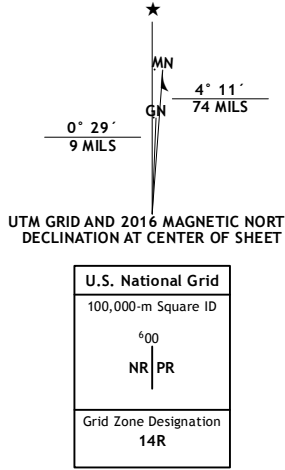 ★
MN
4° 11´
74 MILS
GN
0° 29´
9 MILS
UTM GRID AND 2016 MAGNETIC NORT
DECLINATION AT CENTER OF SHEET
U.S. National Grid
100,000-m Square ID
⁶00
NR PR
Grid Zone Designation
14R